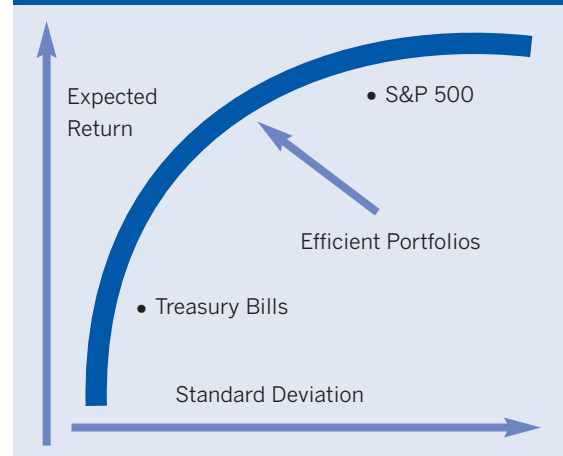 Expected
Return
• S&P 500
Efficient Portfolios
• Treasury Bills
Standard Deviation